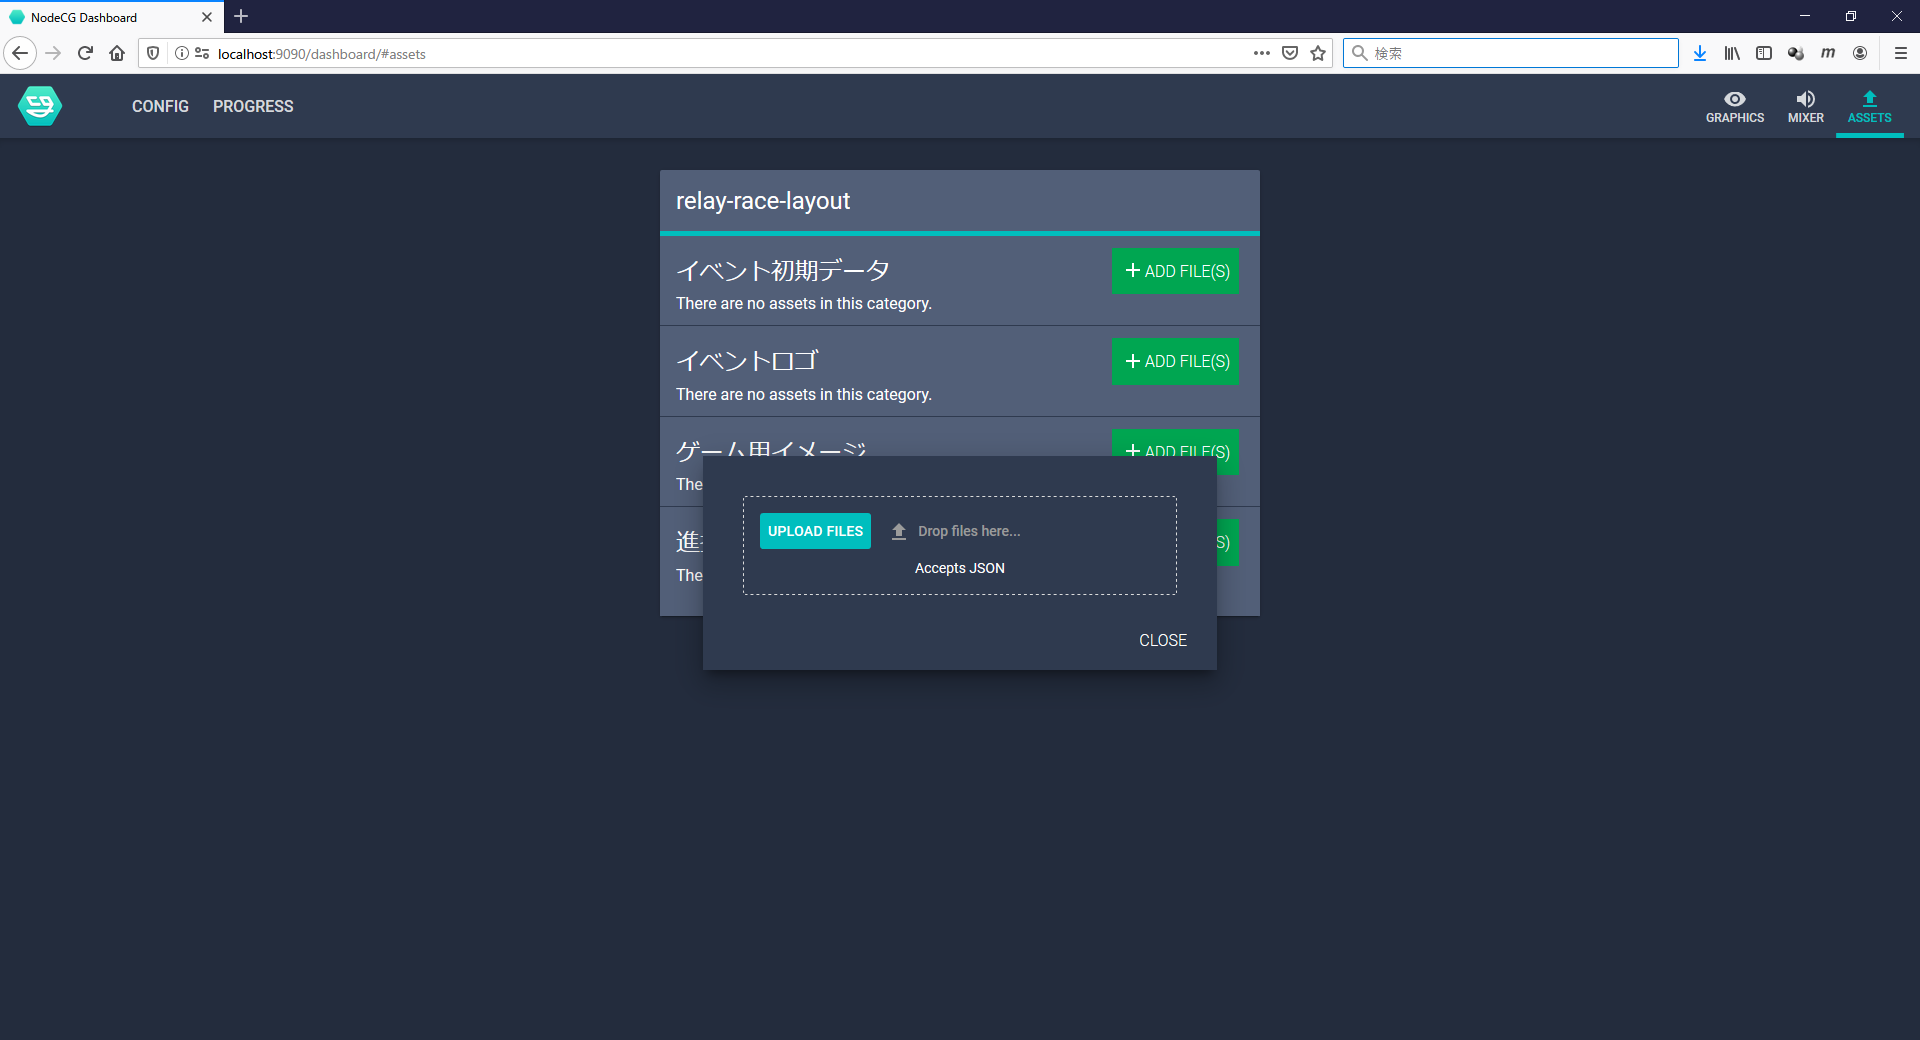 NodeCG Dashboard
localhost:9090/dashboard/#assets
検索
CONFIG
PROGRESS
GRAPHICS
MIXER
ASSETS
relay-race-layout
イベント初期データ
ADD FILE(S)
There are no assets in this category.
イベントロゴ
ADD FILE(S)
There are no assets in this category.
ゲーム用イメージ
ADD FILE(S)
The
UPLOAD FILES
Drop files here...
Accepts JSON
進
S)
The
CLOSE